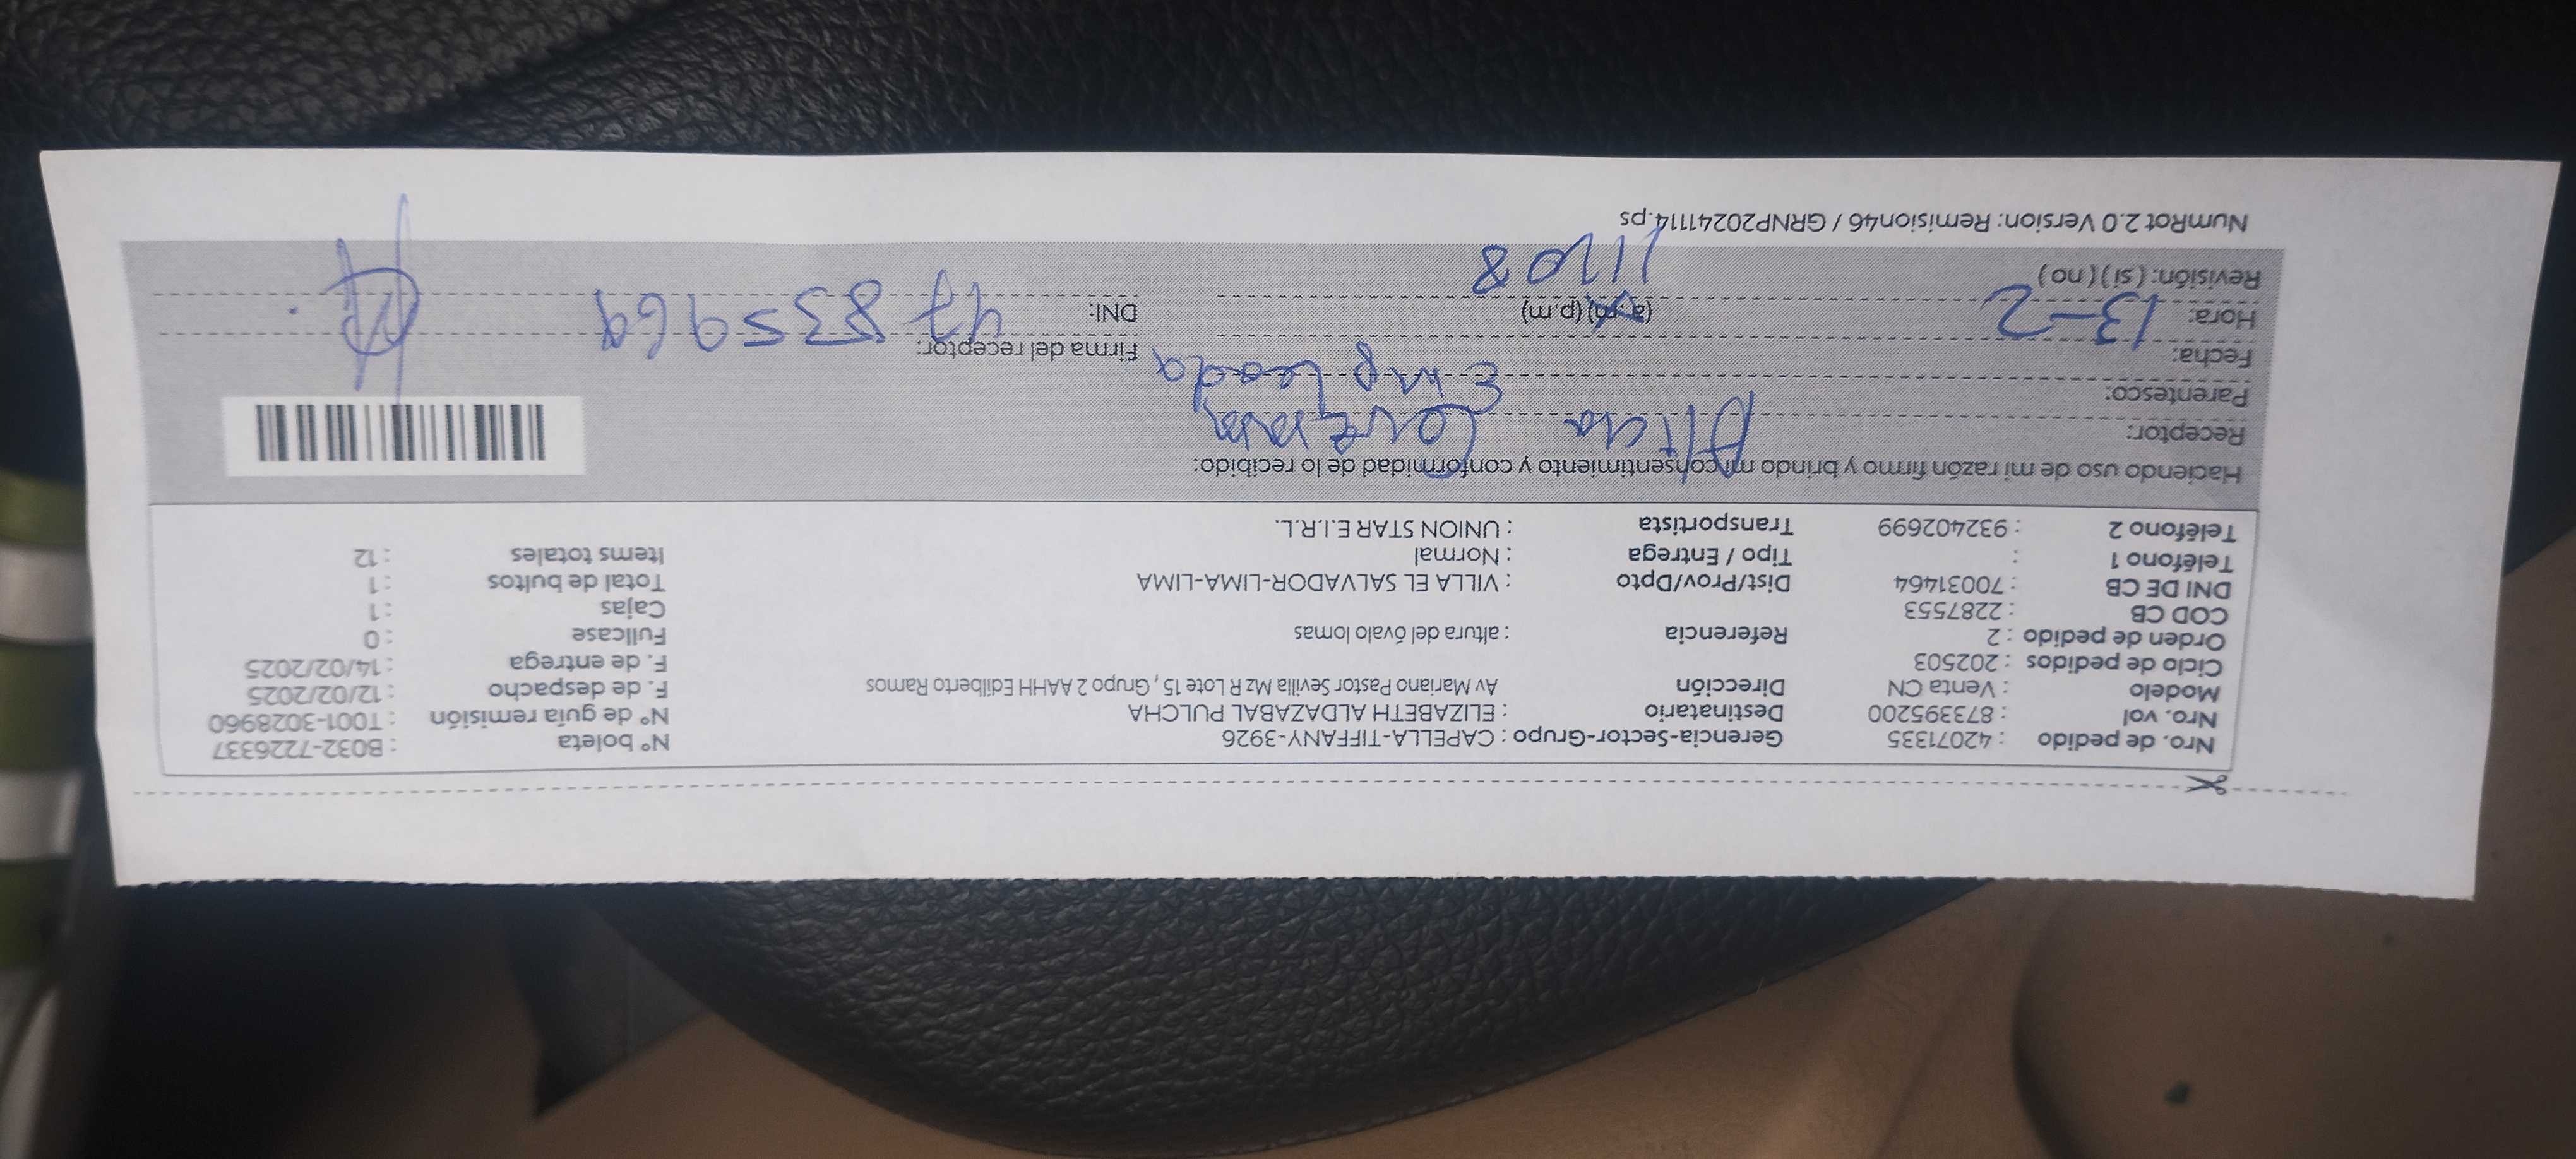 Nro. de pedido : 42071335 Gerencia-Sector-Grupo : CAPELLA-TIFFANY-3926 N° boleta : B032-7226337
Nro. vol : 873395200 Destinatario : ELIZABETH ALDAZABAL PULCHA N° de guía remisión : T001-3028960
Modelo : Venta CN Dirección Av Mariano Pastor Sevilla Mz R Lote 15 , Grupo 2 AAHH Edilberto Ramos F. de despacho : 12/02/2025
Ciclo de pedidos : 202503 F. de entrega : 14/02/2025
Orden de pedido : 2 Referencia : altura del óvalo lomas Fullcase : 0
COD CB : 2287553 Cajas : 1
DNI DE CB : 70031464 Dist/Prov/Dpto : VILLA EL SALVADOR-LIMA-LIMA Total de bultos : 1
Teléfono 1 : Tipo / Entrega : Normal Items totales : 12
Teléfono 2 : 932402699 Transportista : UNION STAR E.I.R.L.
Haciendo uso de mi razón firmo y brindo mi consentimiento y conformidad de lo recibido:
Receptor: Alicia
Parentesco: Empleada
Fecha: 13-2 Firma del receptor:
Hora: (a.m) (p.m) 11:08 DNI: 47835969
Revisión: ( si ) ( no )
NumRot 2.0 Version: Remision46 / GRNP20241114.ps